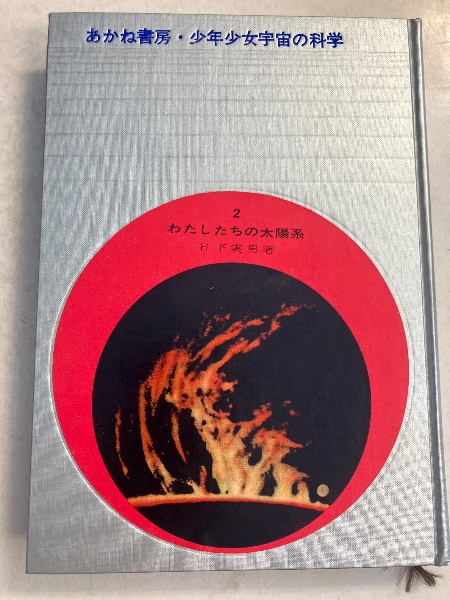 あかね書房・少年少女宇宙の科学
2
わたしたちの太陽系
日下実男著